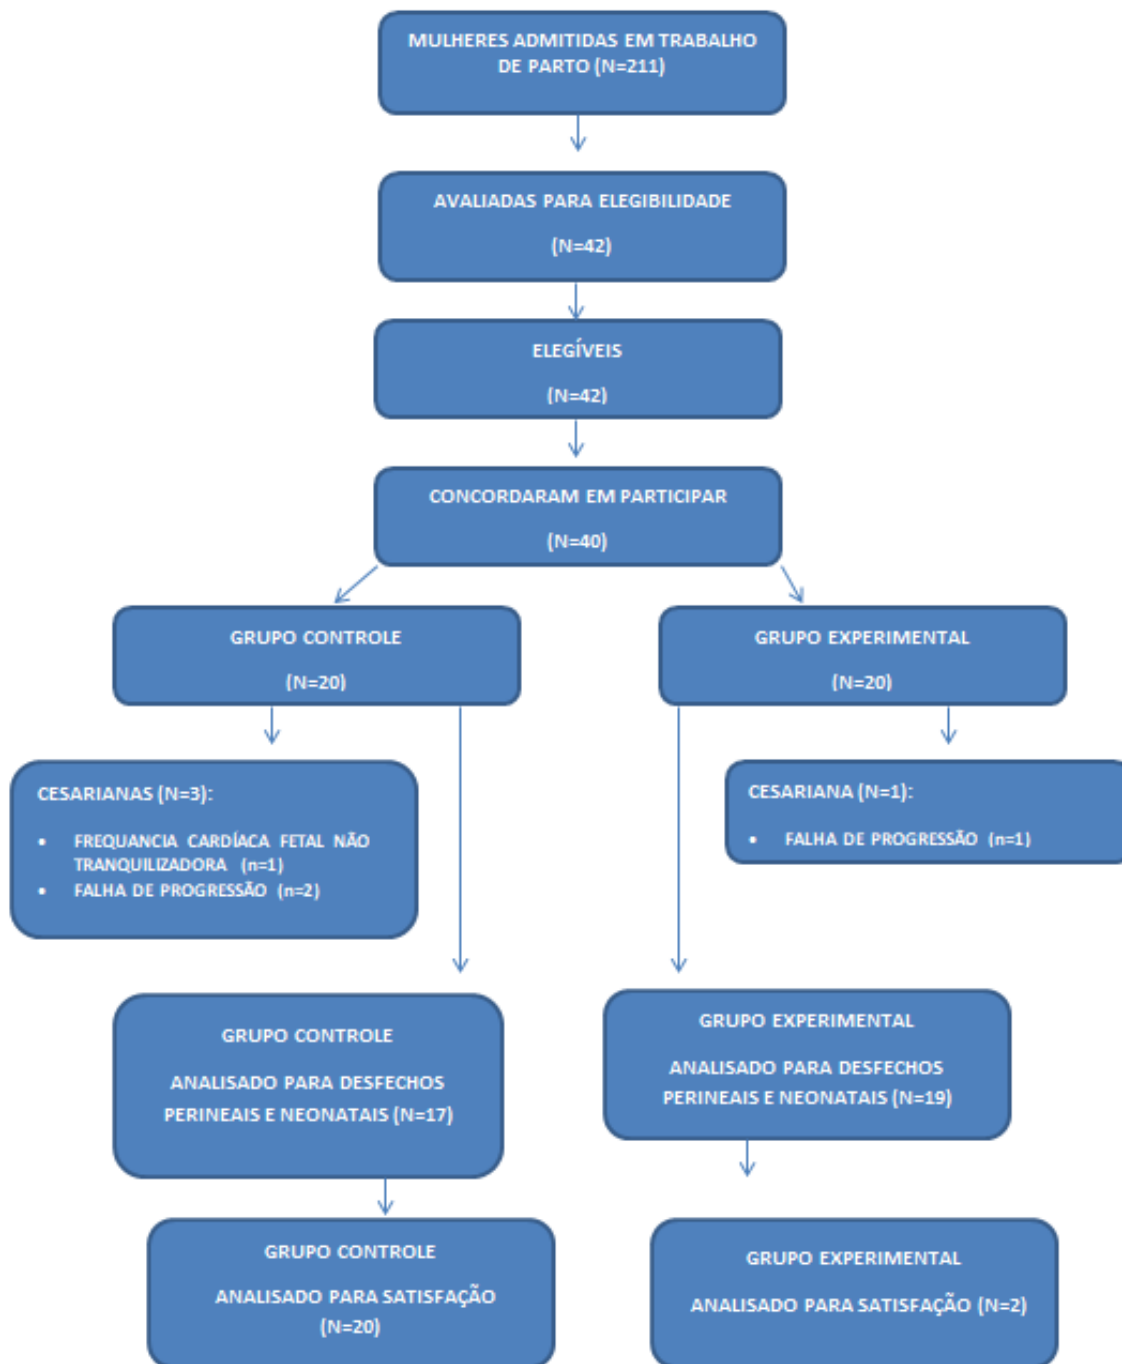 MULHERES ADMITIDAS EM TRABALHO
DE PARTO (N=211)
AVALIADAS PARA ELEGIBILIDADE
(N=42)
ELEGÍVEIS
(N=42)
CONCORDARAM EM PARTICIPAR
(N=40)
GRUPO CONTROLE
(N=20)
GRUPO EXPERIMENTAL
(N=20)
CESARIANAS (N=3):
• FREQUANCIA CARDÍACA FETAL NÃO
TRANQUILIZADORA (n=1)
• FALHA DE PROGRESSÃO (n=2)
CESARIANA (N=1):
• FALHA DE PROGRESSÃO (n=1)
GRUPO CONTROLE
ANALISADO PARA DESFECHOS
PERINEAIS E NEONATAIS (N=17)
GRUPO EXPERIMENTAL
ANALISADO PARA DESFECHOS
PERINEAIS E NEONATAIS (N=19)
GRUPO CONTROLE
ANALISADO PARA SATISFAÇÃO
(N=20)
GRUPO EXPERIMENTAL
ANALISADO PARA SATISFAÇÃO (N=2)